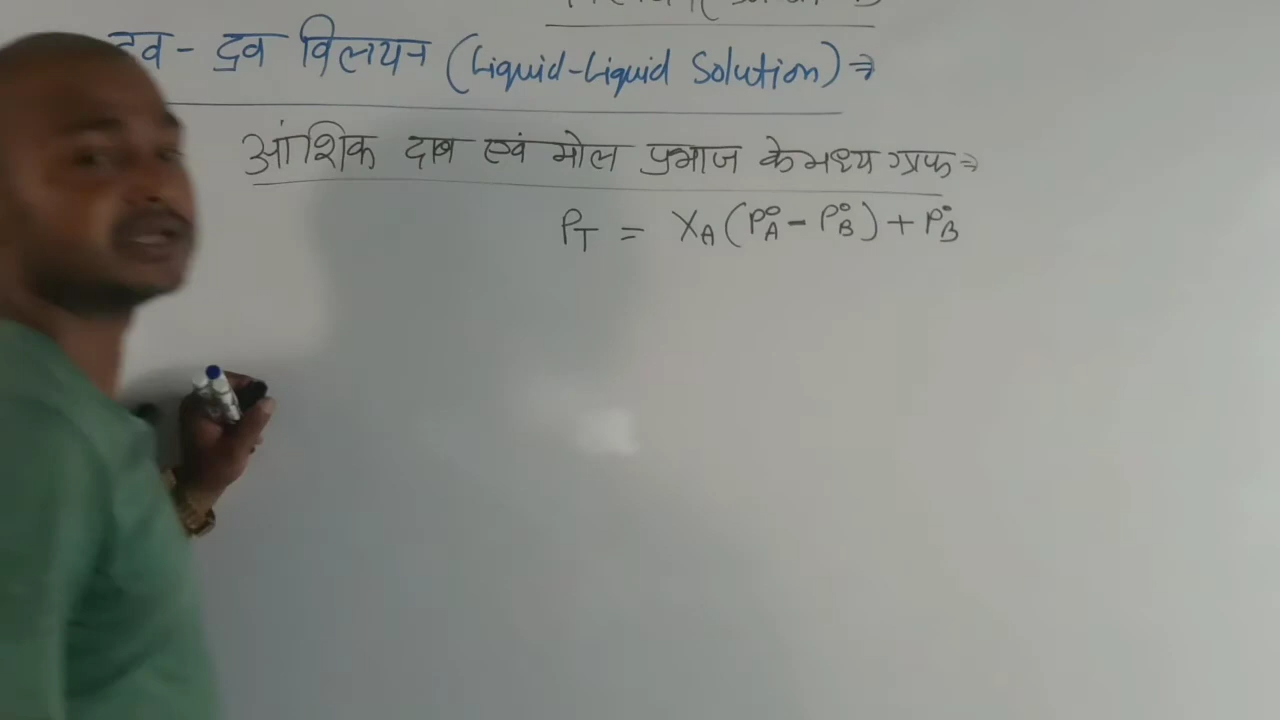 द्रव - द्रव विलयन (Liquid-Liquid Solution) ⇒
आंशिक दाब एवं मोल प्रभाज के मध्य ग्राफ ⇒
P_T = X_A (P°_A - P°_B) + P°_B